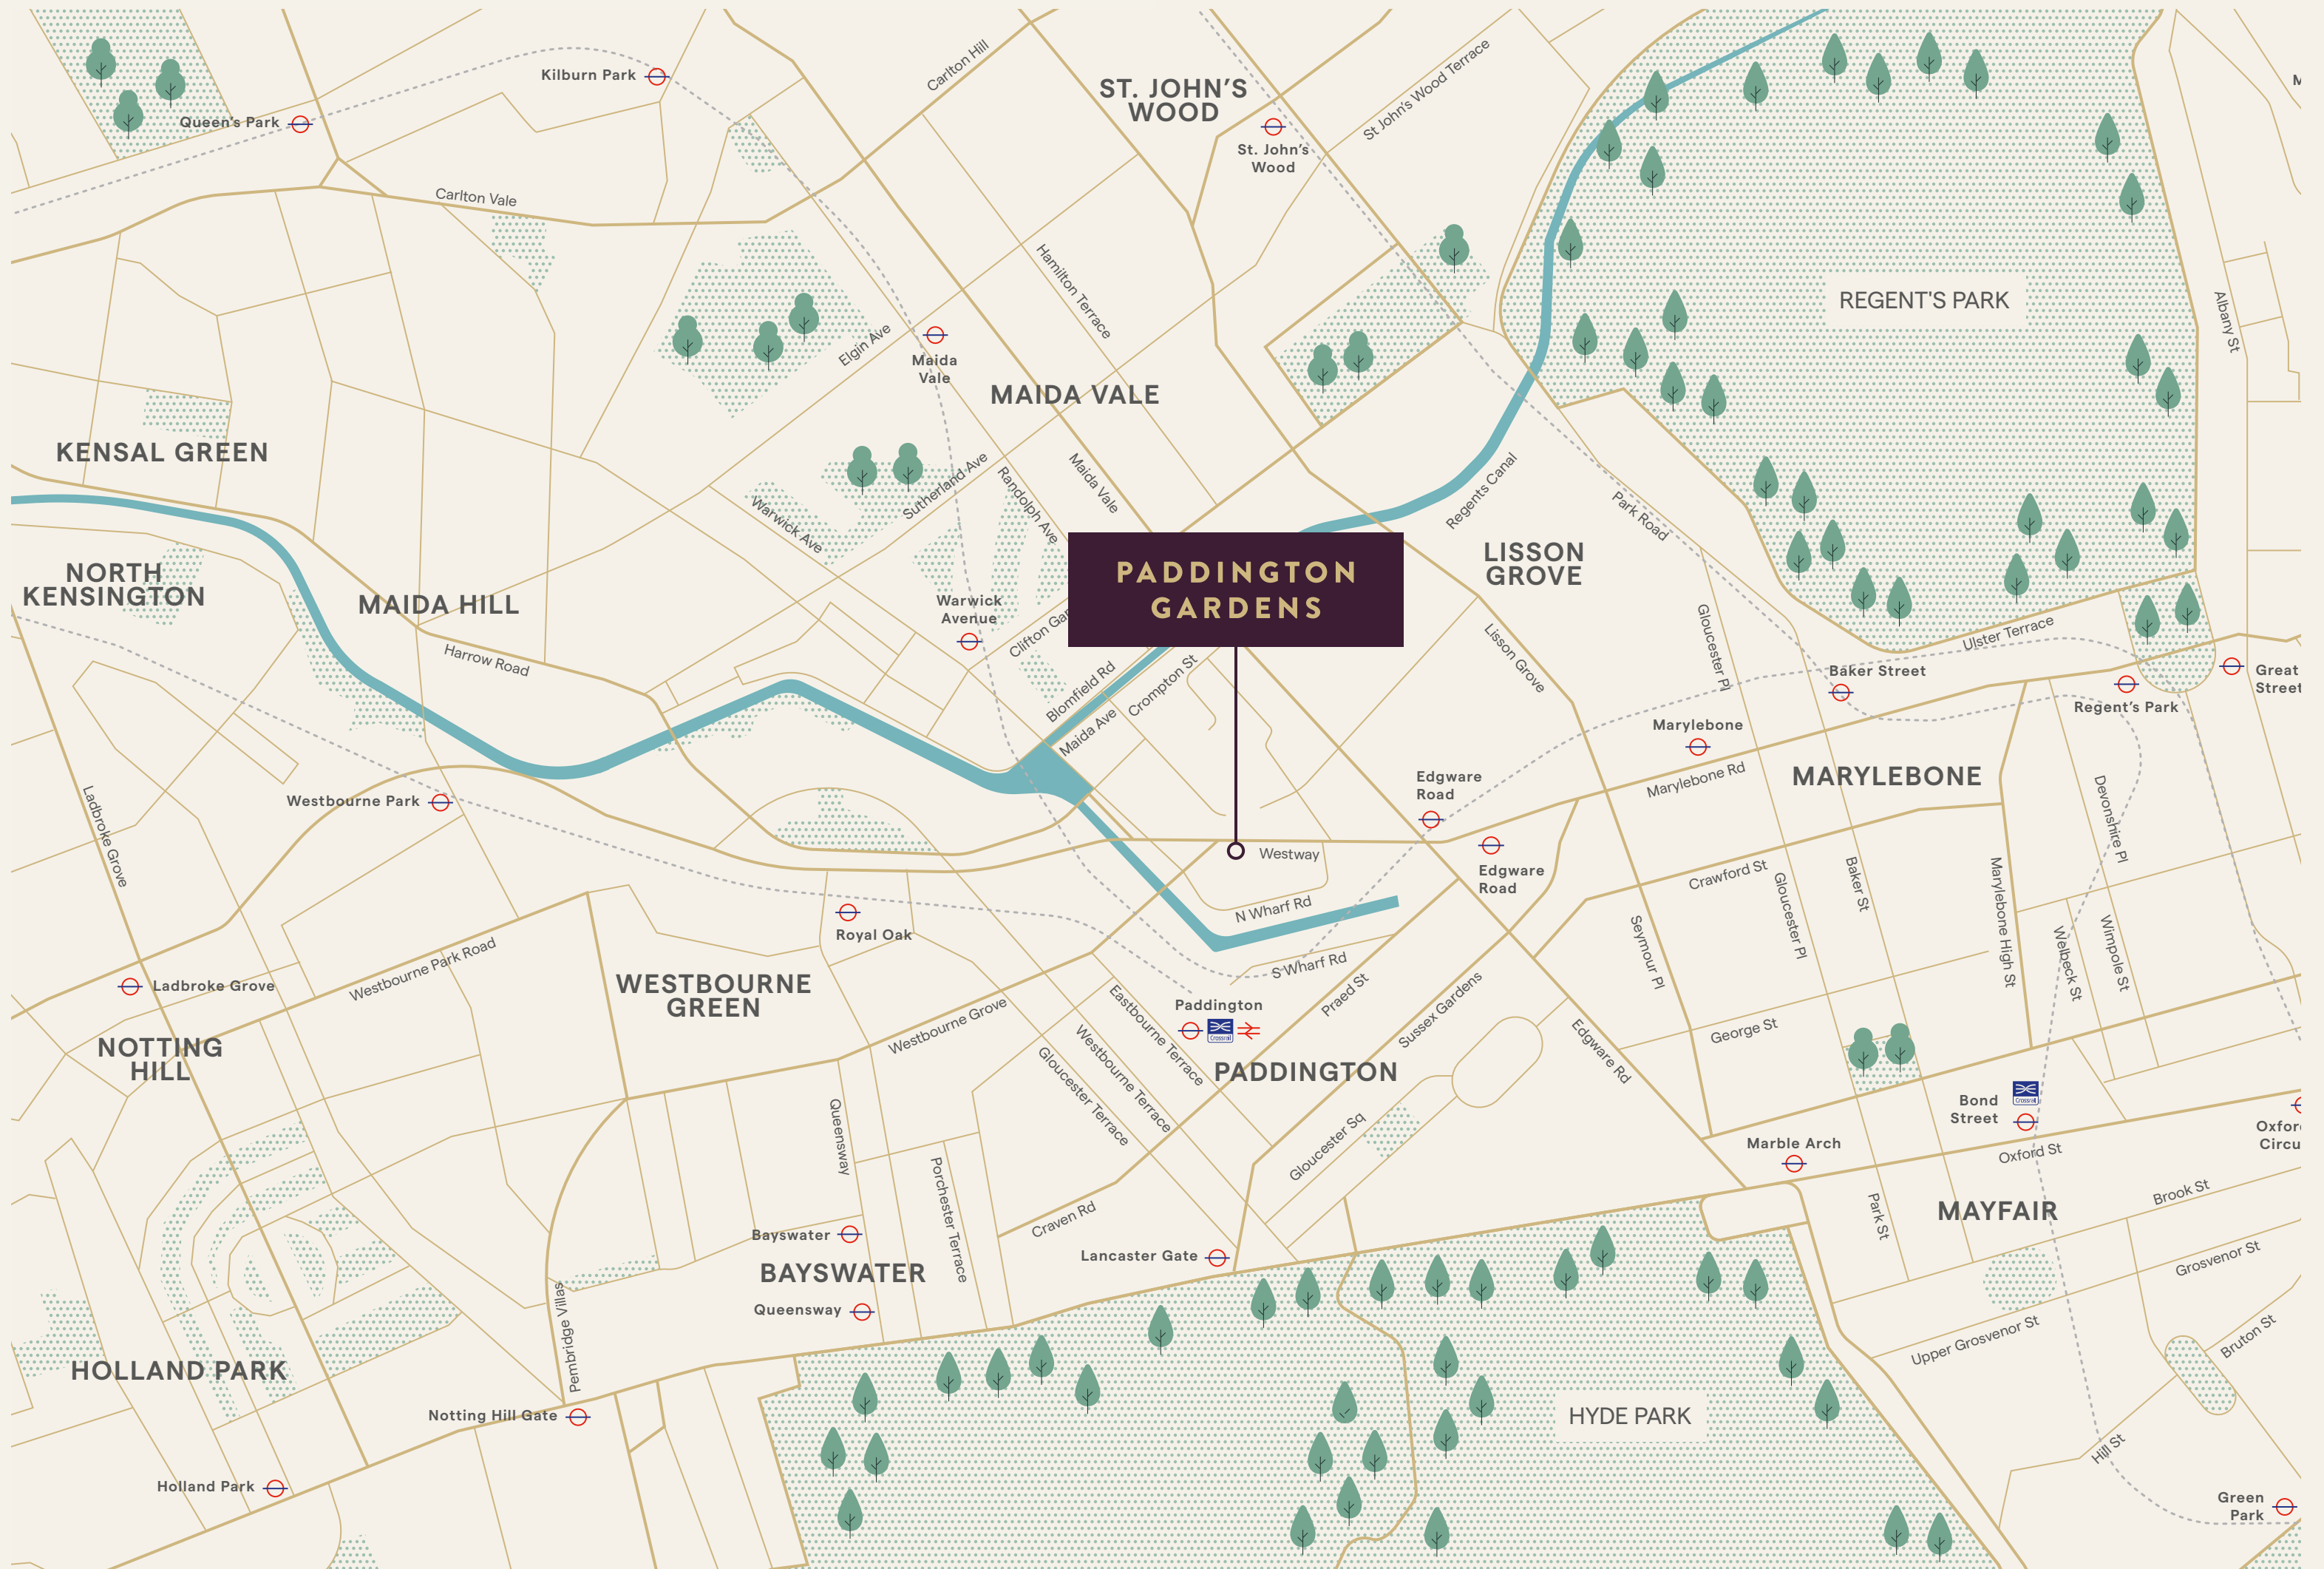 Kilburn Park
Queen's Park
Carlton Vale
Carlton Hill
ST. JOHN'S
WOOD
St. John's
Wood
St John's Wood Terrace
REGENT'S PARK
Albany St
Hamilton Terrace
Elgin Ave
Maida
Vale
MAIDA VALE
KENSAL GREEN
Warwick Ave
Sutherland Ave
Randolph Ave
Maida Vale
Regents Canal
Park Road
LISSON
GROVE
NORTH
KENSINGTON
MAIDA HILL
Harrow Road
Warwick
Avenue
PADDINGTON
GARDENS
Blomfield Rd
Maida Ave
Crompton St
Lisson Grove
Gloucester Pl
Ulster Terrace
Baker Street
Regent's Park
Great
Street
Marylebone
Marylebone Rd
MARYLEBONE
Devonshire Pl
Ladbroke Grove
Westbourne Park
Edgware
Road
Edgware
Road
Westway
N Wharf Rd
S Wharf Rd
Crawford St
Gloucester Pl
Baker St
Marylebone High St
Welbeck St
Wimpole St
Seymour Pl
Royal Oak
WESTBOURNE
GREEN
Westbourne Park Road
Ladbroke Grove
NOTTING
HILL
Westbourne Grove
Eastbourne Terrace
Westbourne Terrace
Gloucester Terrace
Paddington
Crossrail
PADDINGTON
Praed St
Sussex Gardens
Edgware Rd
George St
Gloucester Sq
Bond
Street
Crossrail
Marble Arch
Oxford St
Park St
MAYFAIR
Brook St
Grosvenor St
Upper Grosvenor St
Bruton St
Hill St
Green
Park
Queensway
Porchester Terrace
Craven Rd
Lancaster Gate
Bayswater
BAYSWATER
Queensway
Pembridge Villas
HOLLAND PARK
Notting Hill Gate
Holland Park
HYDE PARK